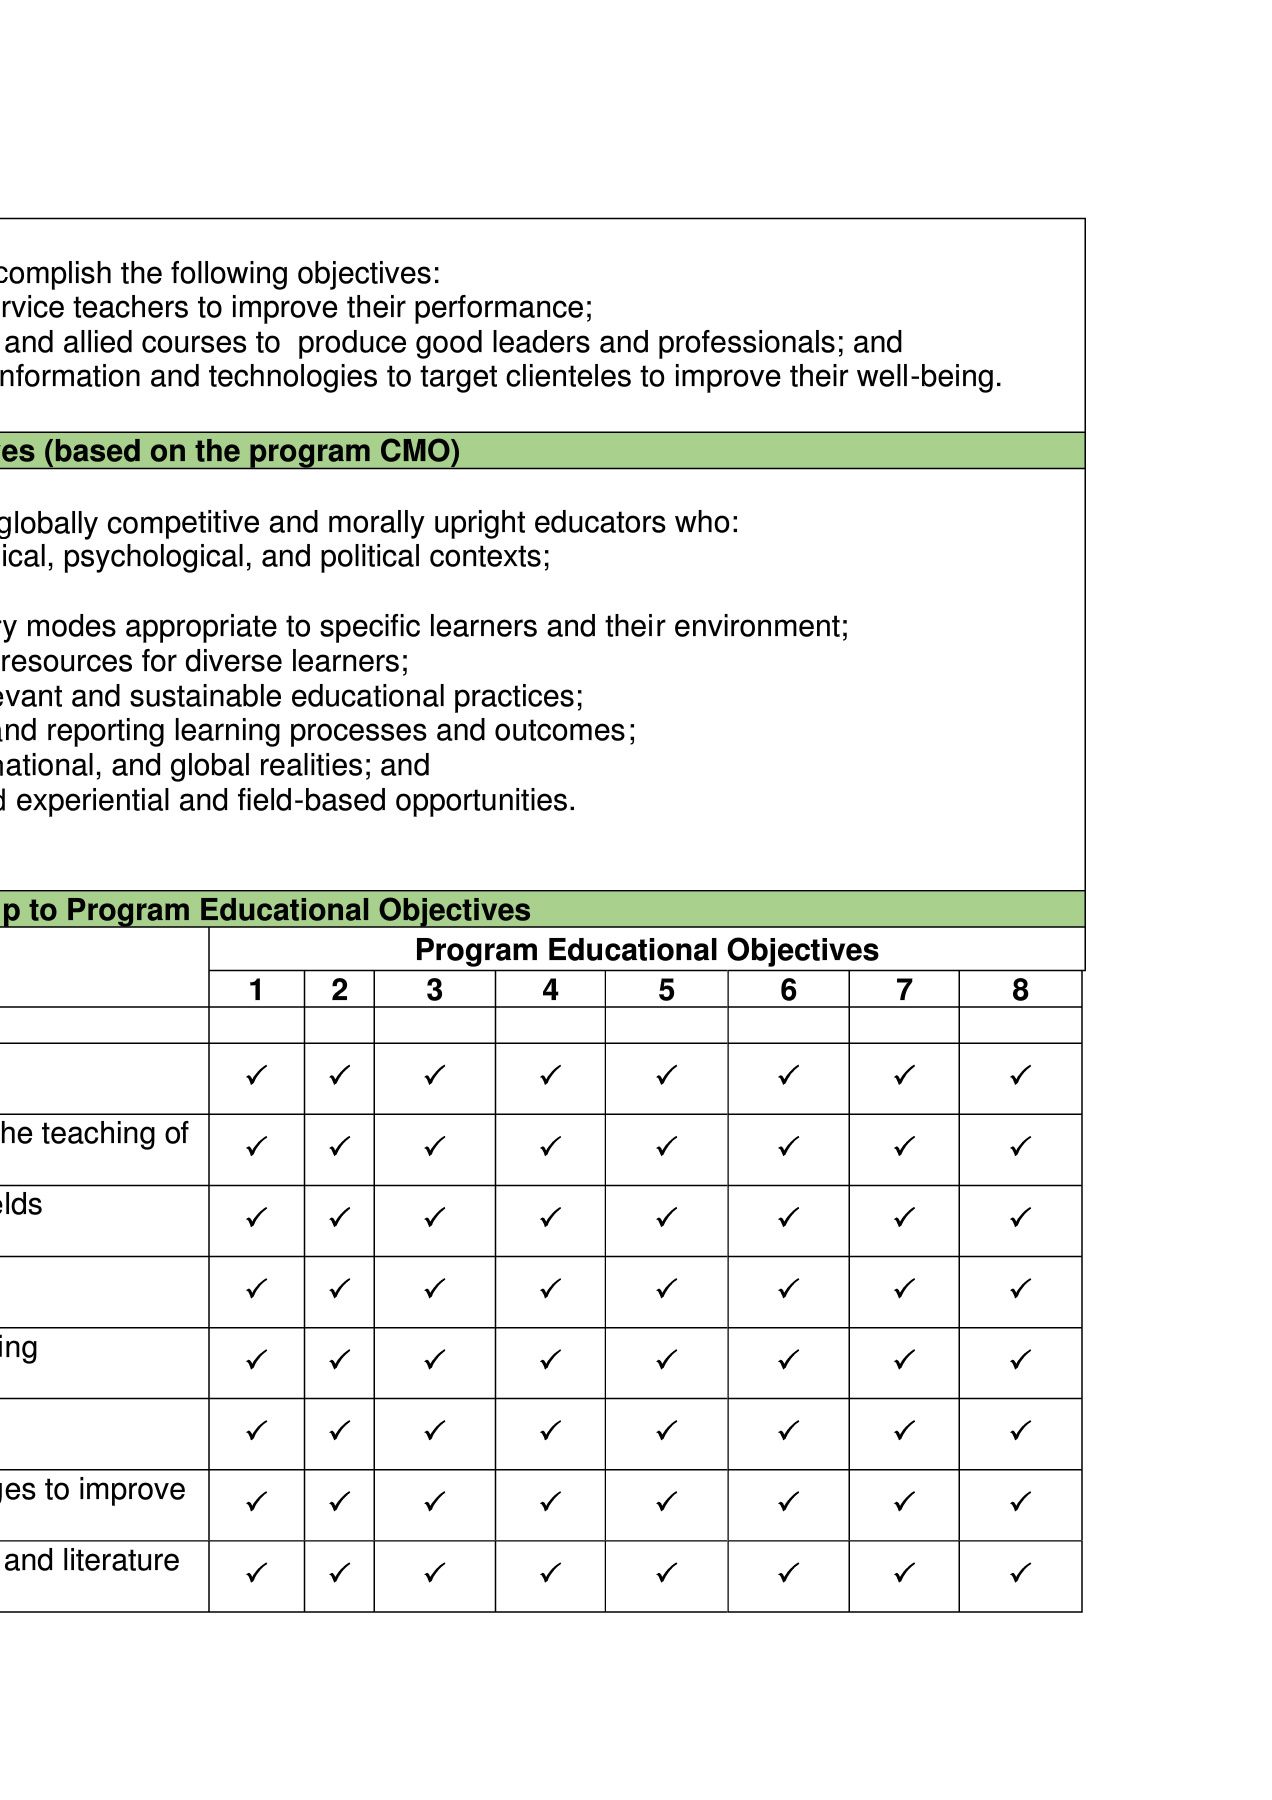 complish the following objectives:
rvice teachers to improve their performance;
and allied courses to  produce good leaders and professionals; and
nformation and technologies to target clienteles to improve their well-being.
es (based on the program CMO)
globally competitive and morally upright educators who:
ical, psychological, and political contexts;
ry modes appropriate to specific learners and their environment;
resources for diverse learners;
evant and sustainable educational practices;
and reporting learning processes and outcomes;
national, and global realities; and
d experiential and field-based opportunities.
p to Program Educational Objectives
Program Educational Objectives
1 2 3 4 5 6 7 8
✓ ✓ ✓ ✓ ✓ ✓ ✓ ✓
he teaching of ✓ ✓ ✓ ✓ ✓ ✓ ✓ ✓
elds ✓ ✓ ✓ ✓ ✓ ✓ ✓ ✓
✓ ✓ ✓ ✓ ✓ ✓ ✓ ✓
ing ✓ ✓ ✓ ✓ ✓ ✓ ✓ ✓
✓ ✓ ✓ ✓ ✓ ✓ ✓ ✓
ges to improve ✓ ✓ ✓ ✓ ✓ ✓ ✓ ✓
and literature ✓ ✓ ✓ ✓ ✓ ✓ ✓ ✓